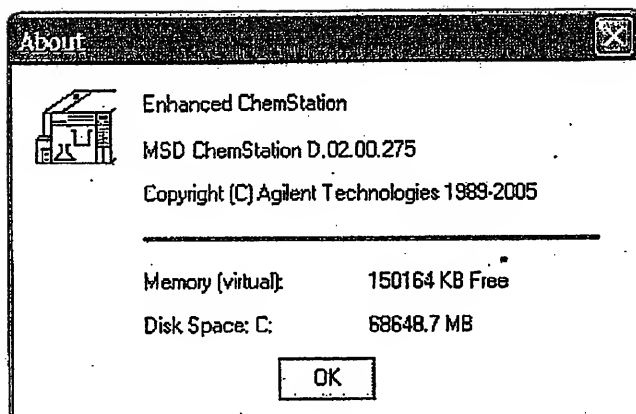 About
Enhanced ChemStation
MSD ChemStation D.02.00.275
Copyright (C) Agilent Technologies 1989-2005
Memory (virtual): 150164 KB Free
Disk Space: C: 68648.7 MB
OK